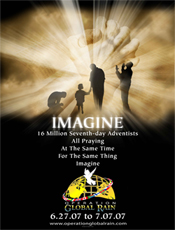 IMAGINE
16 Million Seventh-day Adventists
All Praying
At The Same Time
For The Same Thing
Imagine
OPERATION
GLOBAL RAIN
6.27.07 to 7.07.07
www.operationglobalrain.com